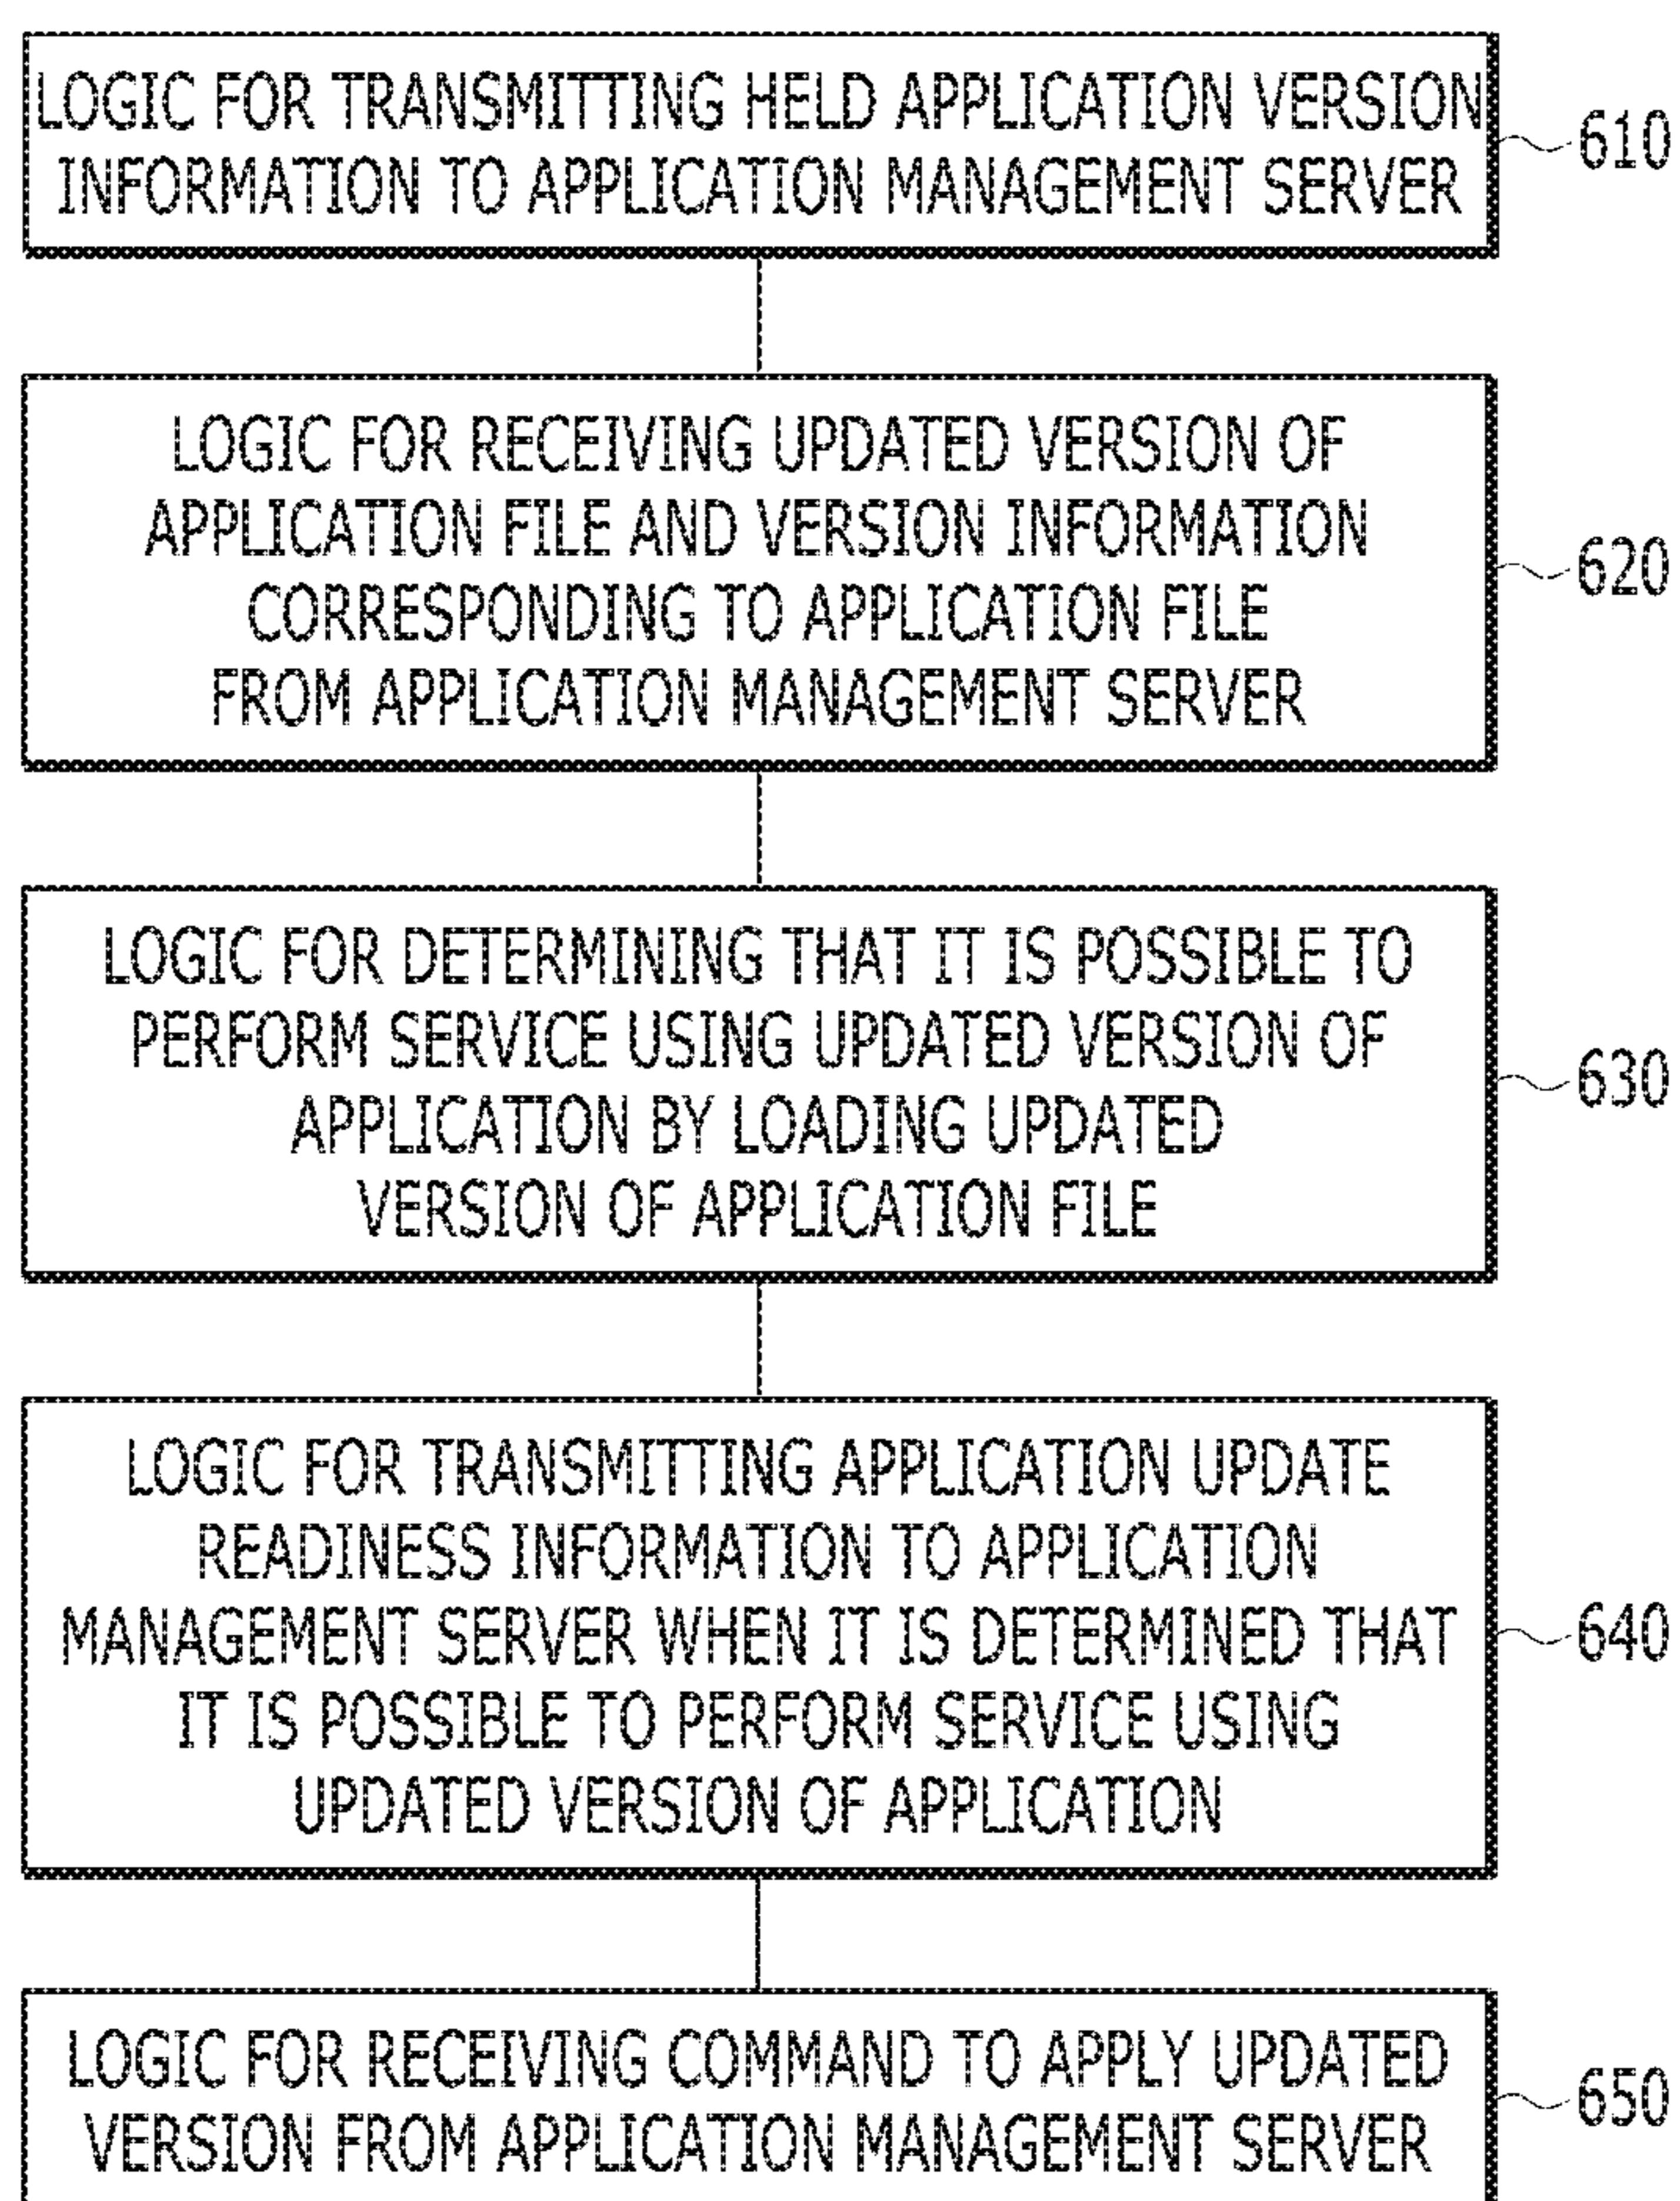 LOGIC FOR TRANSMITTING HELD APPLICATION VERSION
INFORMATION TO APPLICATION MANAGEMENT SERVER
610
LOGIC FOR RECEIVING UPDATED VERSION OF
APPLICATION FILE AND VERSION INFORMATION
CORRESPONDING TO APPLICATION FILE
FROM APPLICATION MANAGEMENT SERVER
620
LOGIC FOR DETERMINING THAT IT IS POSSIBLE TO
PERFORM SERVICE USING UPDATED VERSION OF
APPLICATION BY LOADING UPDATED
VERSION OF APPLICATION FILE
630
LOGIC FOR TRANSMITTING APPLICATION UPDATE
READINESS INFORMATION TO APPLICATION
MANAGEMENT SERVER WHEN IT IS DETERMINED THAT
IT IS POSSIBLE TO PERFORM SERVICE USING
UPDATED VERSION OF APPLICATION
640
LOGIC FOR RECEIVING COMMAND TO APPLY UPDATED
VERSION FROM APPLICATION MANAGEMENT SERVER
650